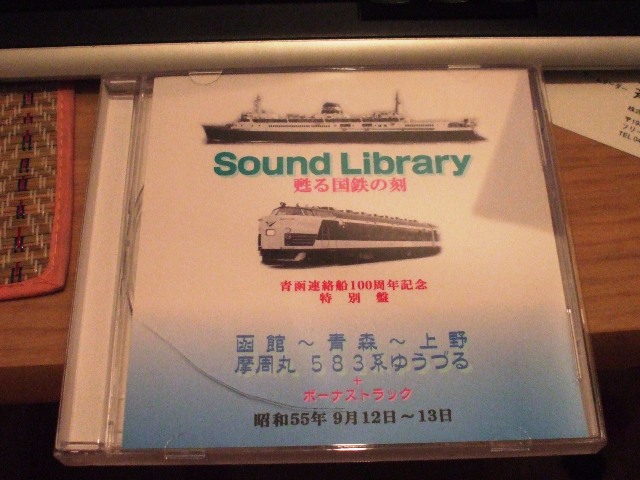 Sound Library
甦る国鉄の刻
青函連絡船100周年記念
特別盤
函館～青森～上野
摩周丸 583系ゆうづる
+
ボーナストラック
昭和55年 9月12日～13日